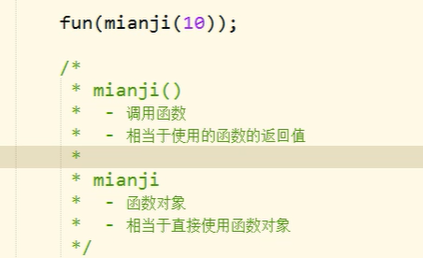 fun(mianji(10));
/*
* mianji()
* - 调用函数
* - 相当于使用的函数的返回值
*
* mianji
* - 函数对象
* - 相当于直接使用函数对象
*/